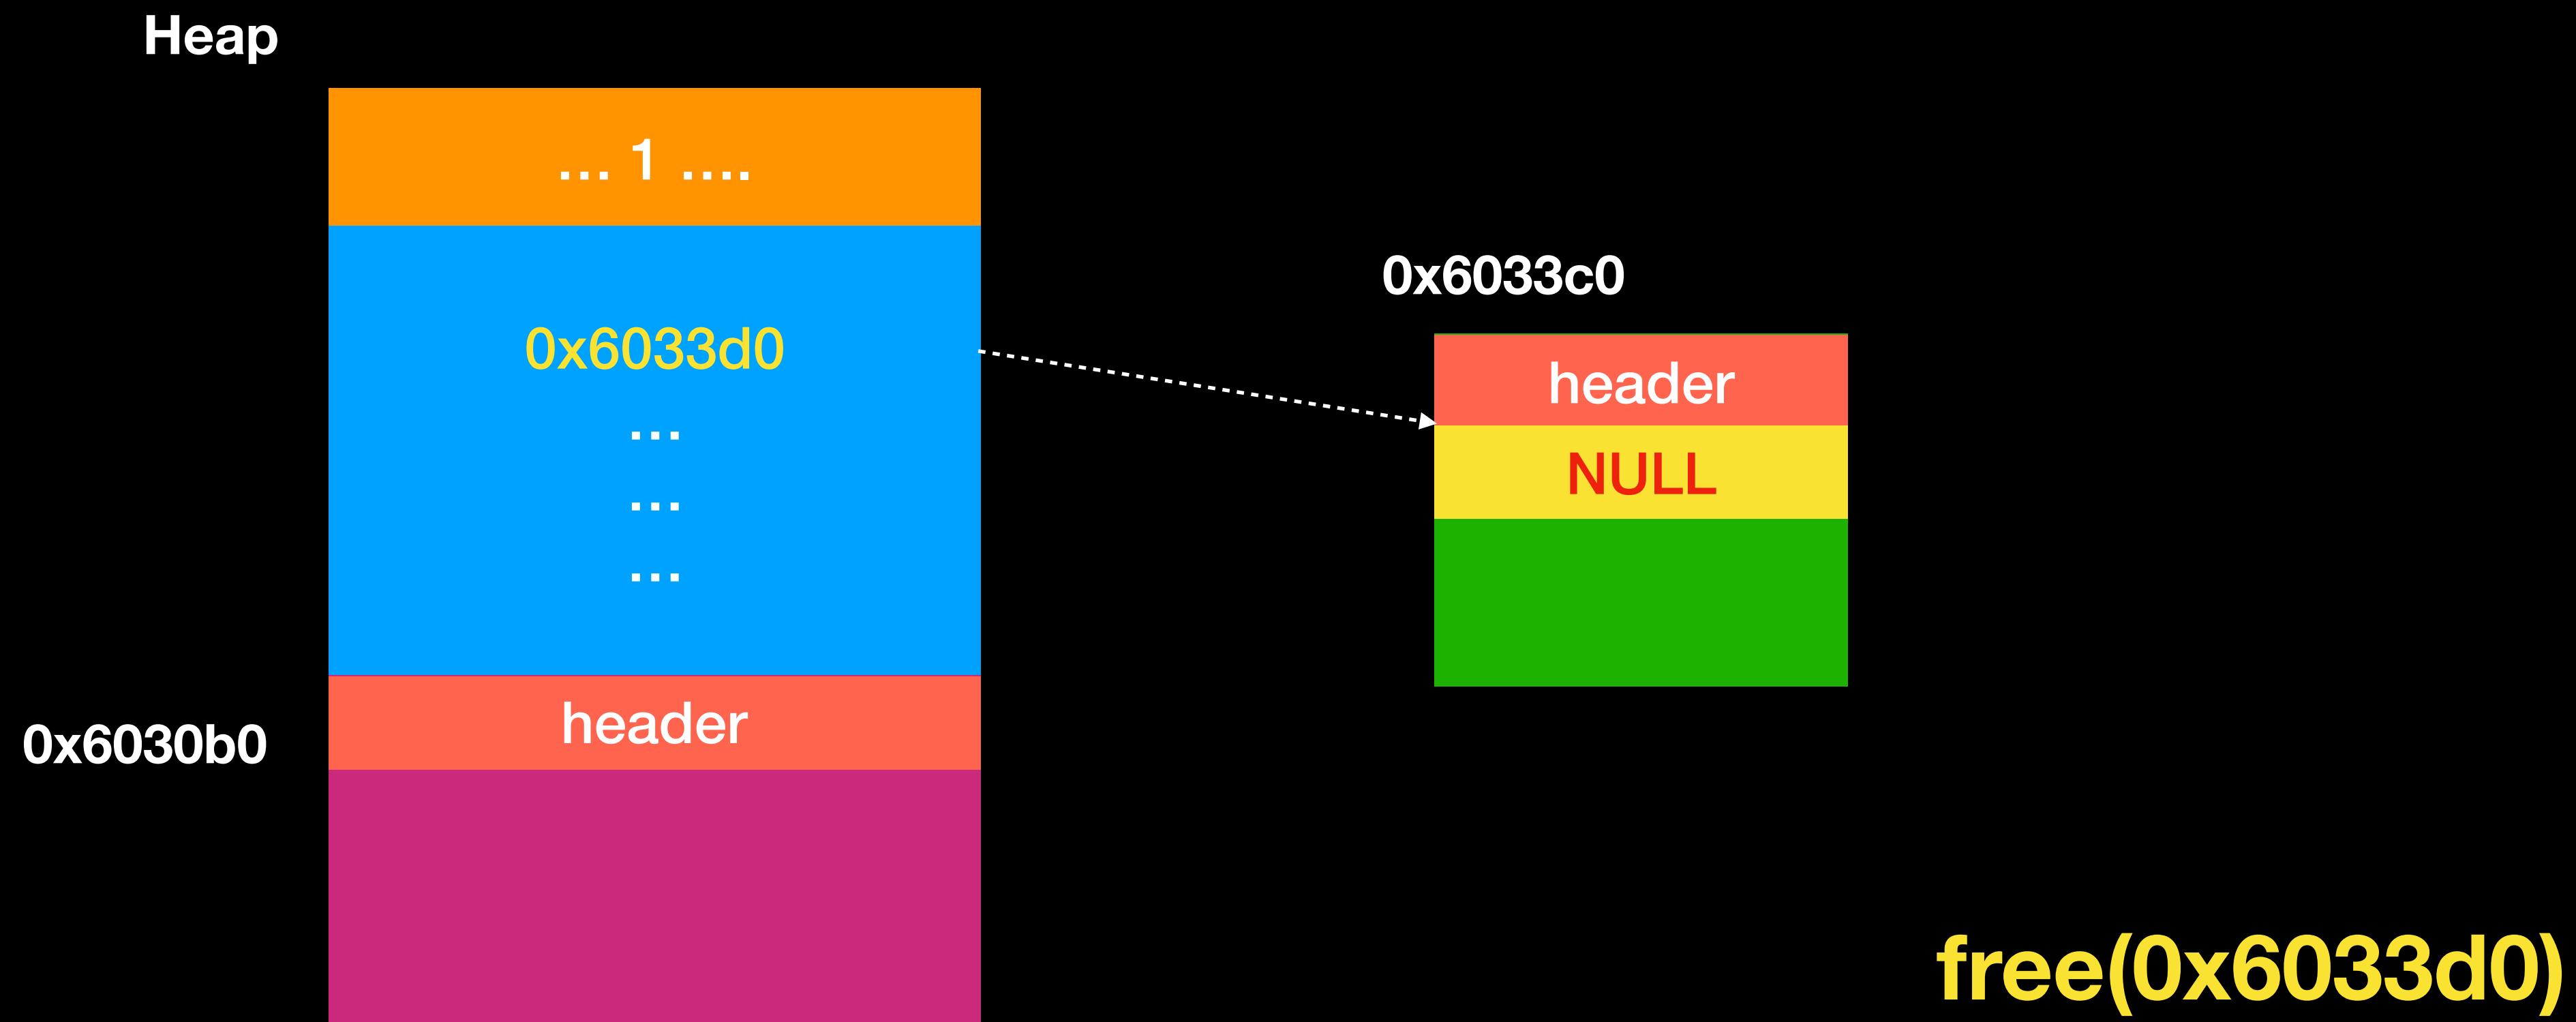 Heap
... 1 ....
0x6033d0
...
...
...
header
0x6030b0
0x6033c0
header
NULL
free(0x6033d0)